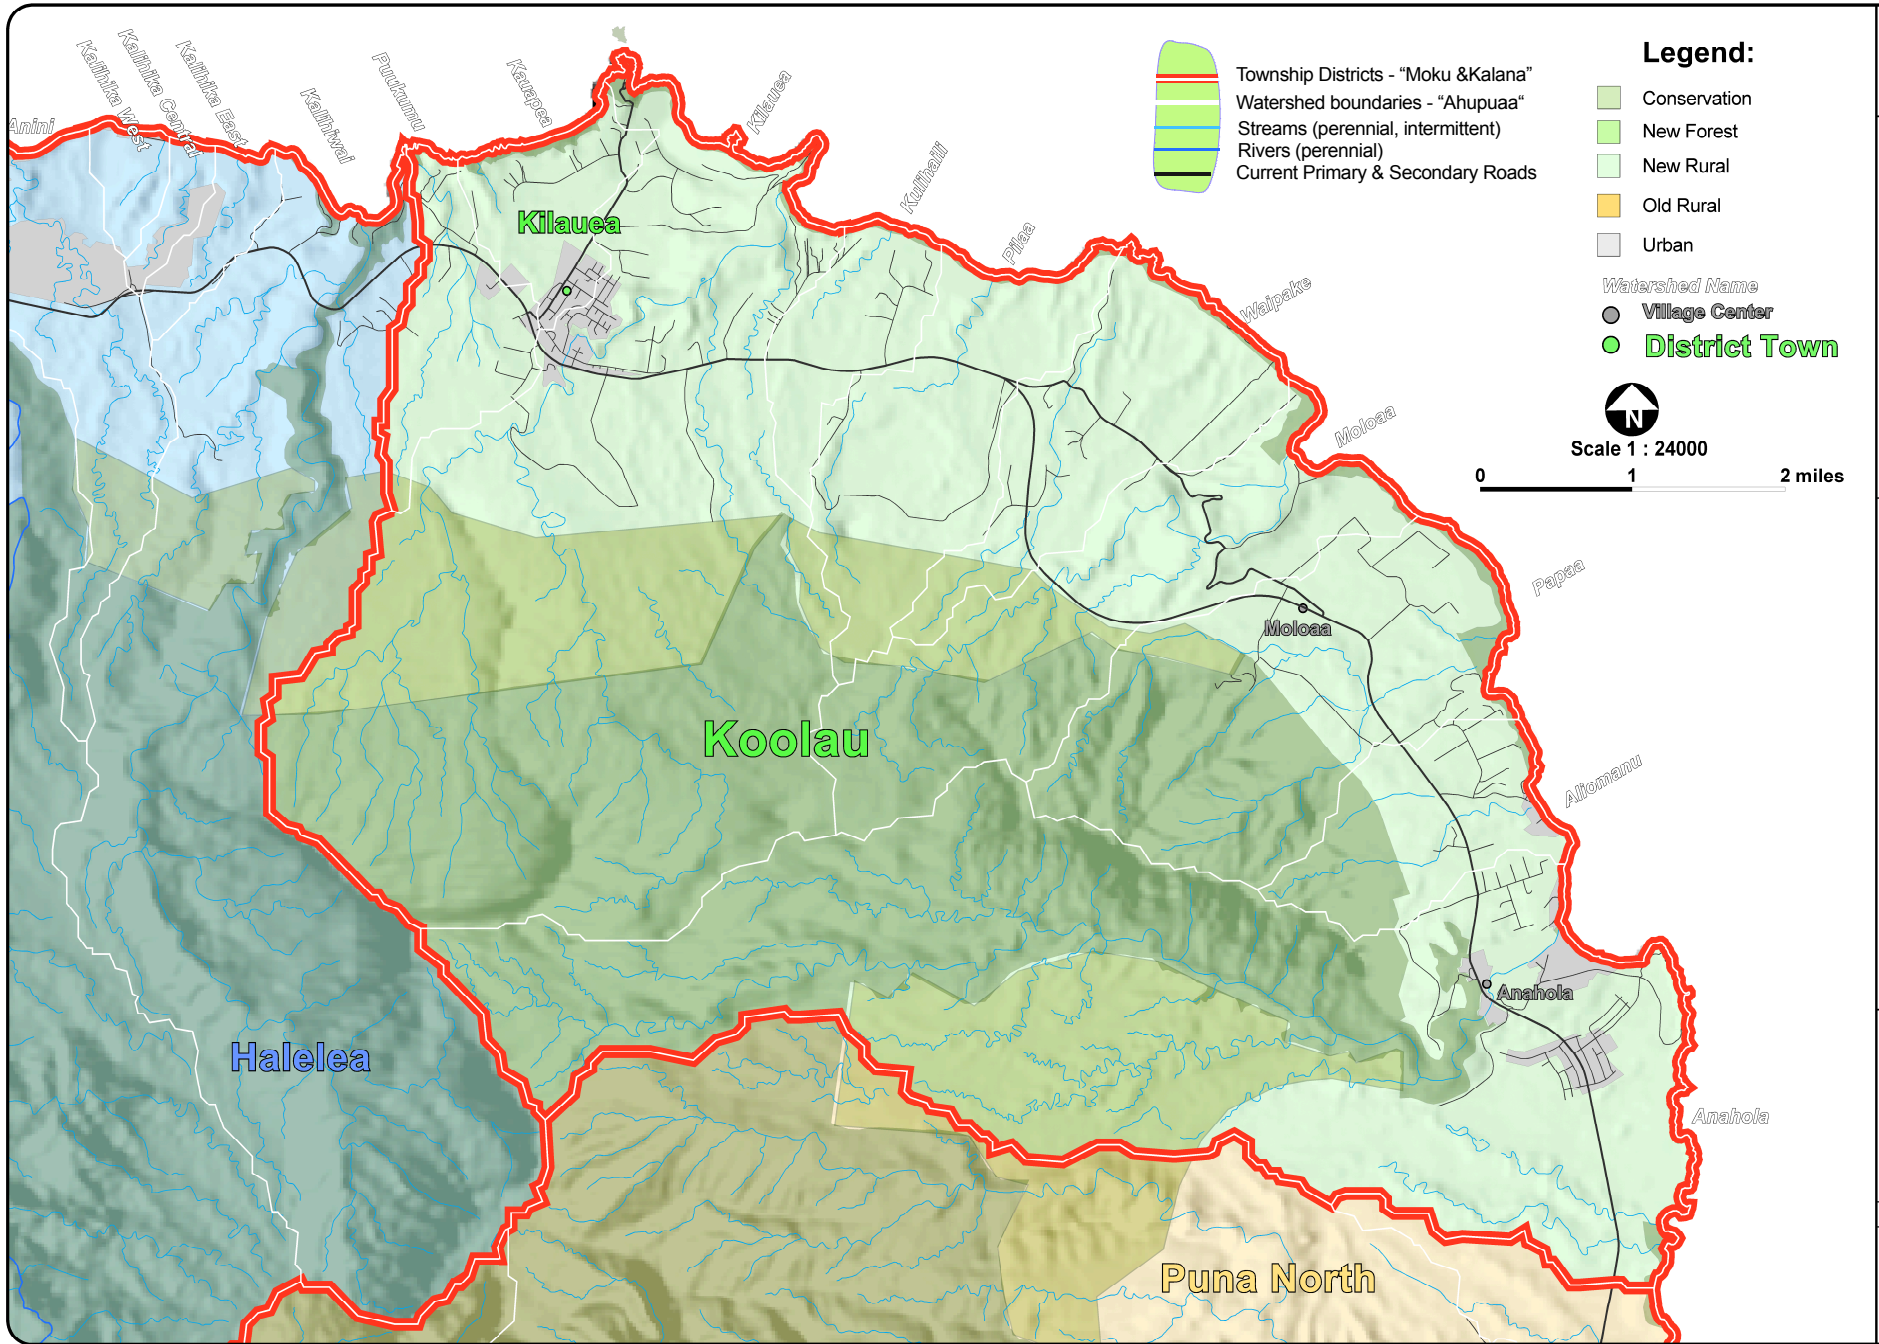 Anini
Kalihika West
Kalihika Central
Kalihika East
Kalihiwai
Puukumu
Kauapea
Kilauea
Kulihaili
Pilaa
Waipake
Moloaa
Papaa
Aliomanu
Anahola
Kilauea
Moloaa
Koolau
Anahola
Halelea
Puna North
Township Districts - “Moku &Kalana”
Watershed boundaries - “Ahupuaa“
Streams (perennial, intermittent)
Rivers (perennial)
Current Primary & Secondary Roads
Legend:
Conservation
New Forest
New Rural
Old Rural
Urban
Watershed Name
Village Center
District Town
N
Scale 1 : 24000
0 1 2 miles